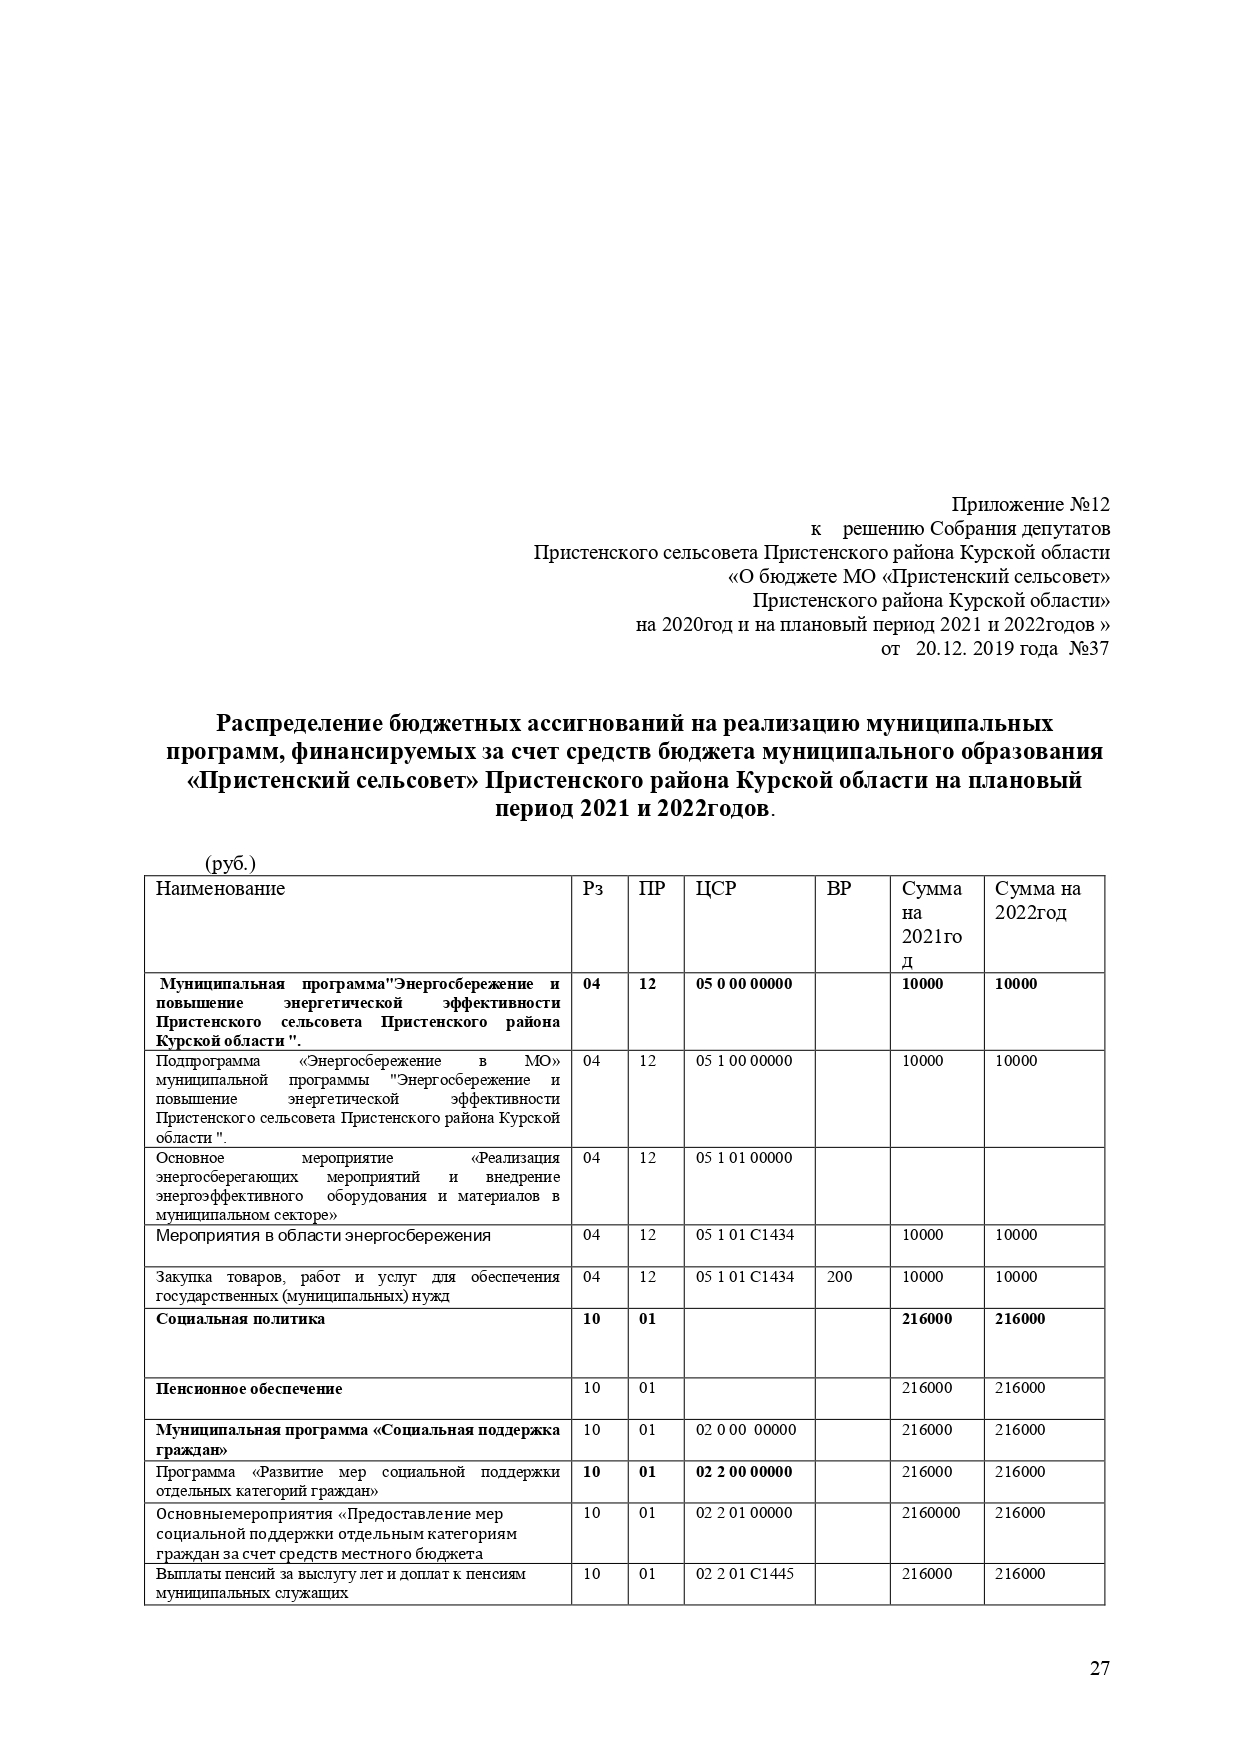 Приложение №12
к решению Собрания депутатов
Пристенского сельсовета Пристенского района Курской области
«О бюджете МО «Пристенский сельсовет»
Пристенского района Курской области»
на 2020год и на плановый период 2021 и 2022годов »
от 20.12. 2019 года №37
Распределение бюджетных ассигнований на реализацию муниципальных
программ, финансируемых за счет средств бюджета муниципального образования
«Пристенский сельсовет» Пристенского района Курской области на плановый
период 2021 и 2022годов.
(руб.)
Наименование Рз ПР ЦСР ВР Сумма Сумма на
на 2022год
2021го
д
Муниципальная программа"Энергосбережение и 04 12 05 0 00 00000 10000 10000
повышение энергетической эффективности
Пристенского сельсовета Пристенского района
Курской области ".
Подпрограмма «Энергосбережение в МО» 04 12 05 1 00 00000 10000 10000
муниципальной программы "Энергосбережение и
повышение энергетической эффективности
Пристенского сельсовета Пристенского района Курской
области ".
Основное мероприятие «Реализация 04 12 05 1 01 00000
энергосберегающих мероприятий и внедрение
энергоэффективного оборудования и материалов в
муниципальном секторе»
Мероприятия в области энергосбережения 04 12 05 1 01 С1434 10000 10000
Закупка товаров, работ и услуг для обеспечения 04 12 05 1 01 С1434 200 10000 10000
государственных (муниципальных) нужд
Социальная политика 10 01 216000 216000
Пенсионное обеспечение 10 01 216000 216000
Муниципальная программа «Социальная поддержка 10 01 02 0 00 00000 216000 216000
граждан»
Программа «Развитие мер социальной поддержки 10 01 02 2 00 00000 216000 216000
отдельных категорий граждан»
Основныемероприятия «Предоставление мер 10 01 02 2 01 00000 2160000 216000
социальной поддержки отдельным категориям
граждан за счет средств местного бюджета
Выплаты пенсий за выслугу лет и доплат к пенсиям 10 01 02 2 01 С1445 216000 216000
муниципальных служащих
27